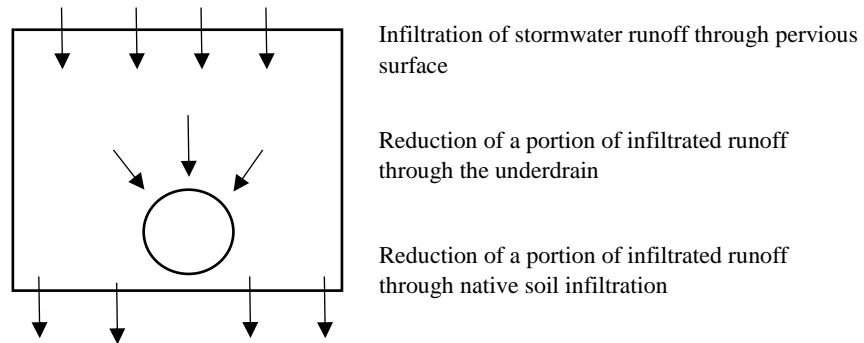 Infiltration of stormwater runoff through pervious
surface
Reduction of a portion of infiltrated runoff
through the underdrain
Reduction of a portion of infiltrated runoff
through native soil infiltration